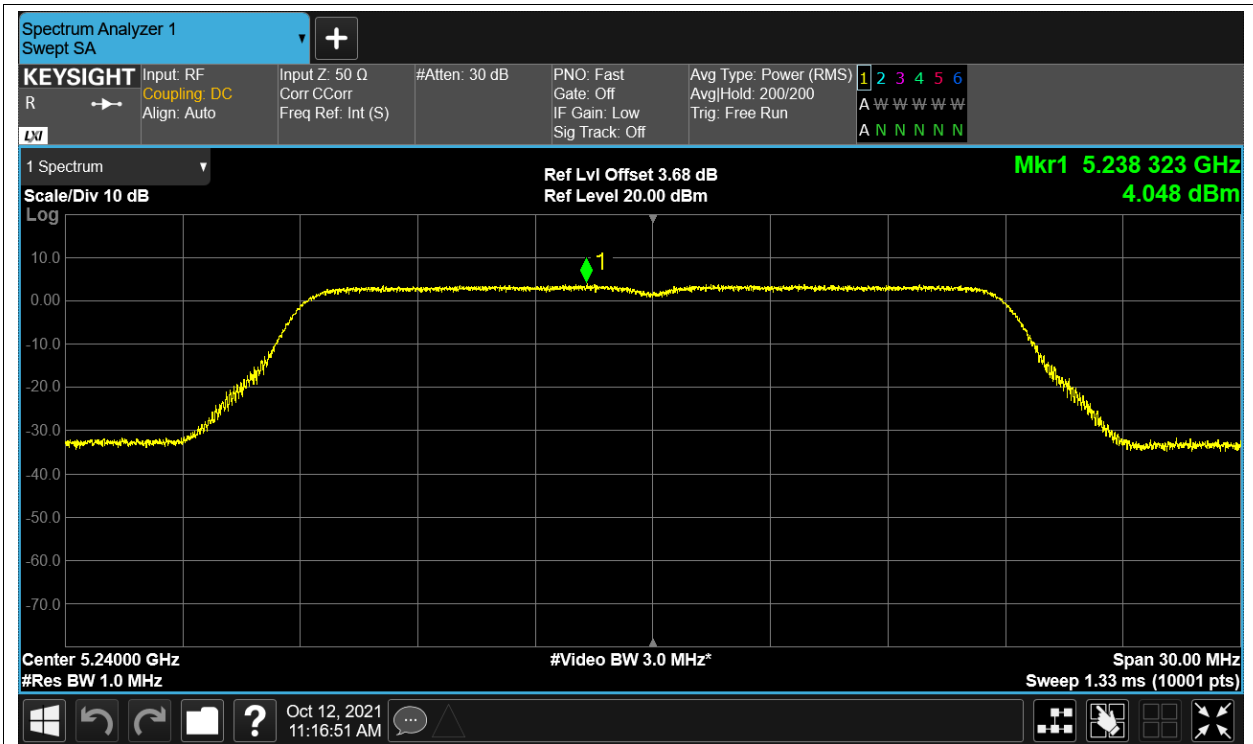 Spectrum Analyzer 1
Swept SA
KEYSIGHT
R
LXI
Input: RF
Coupling: DC
Align: Auto
Input Z: 50 Ω
Corr CCorr
Freq Ref: Int (S)
#Atten: 30 dB
PNO: Fast
Gate: Off
IF Gain: Low
Sig Track: Off
Avg Type: Power (RMS)
Avg|Hold: 200/200
Trig: Free Run
1 2 3 4 5 6
A W W W W W
A N N N N N
1 Spectrum
Scale/Div 10 dB
Ref Lvl Offset 3.68 dB
Ref Level 20.00 dBm
Mkr1 5.238 323 GHz
4.048 dBm
Log
10.0
0.00
-10.0
-20.0
-30.0
-40.0
-50.0
-60.0
-70.0
1
Center 5.24000 GHz
#Res BW 1.0 MHz
#Video BW 3.0 MHz*
Span 30.00 MHz
Sweep 1.33 ms (10001 pts)
?
Oct 12, 2021
11:16:51 AM